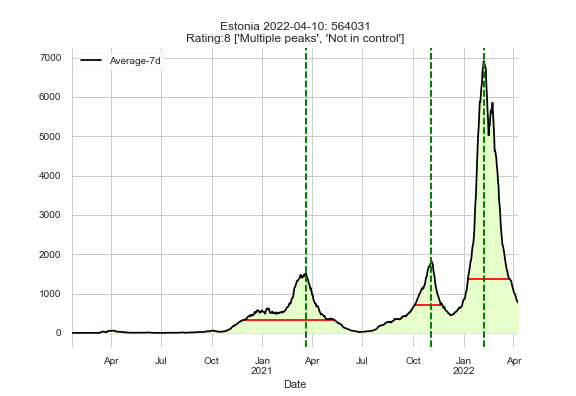 Estonia 2022-04-10: 564031
Rating:8 ['Multiple peaks', 'Not in control']
Average-7d
7000
6000
5000
4000
3000
2000
1000
0
Apr Jul Oct Jan Apr Jul Oct Jan Apr
2021 2022
Date